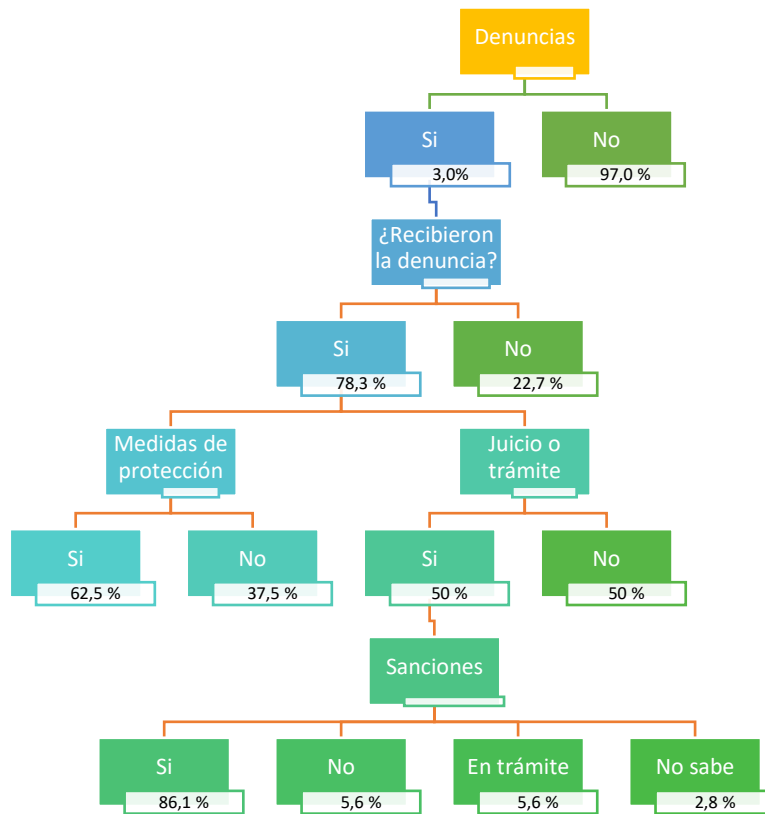 Denuncias
Si
No
3,0%
97,0 %
¿Recibieron
la denuncia?
Si
No
78,3 %
22,7 %
Medidas de
protección
Juicio o
trámite
Si
No
Si
No
62,5 %
37,5 %
50 %
50 %
Sanciones
Si
No
En trámite
No sabe
86,1 %
5,6 %
5,6 %
2,8 %